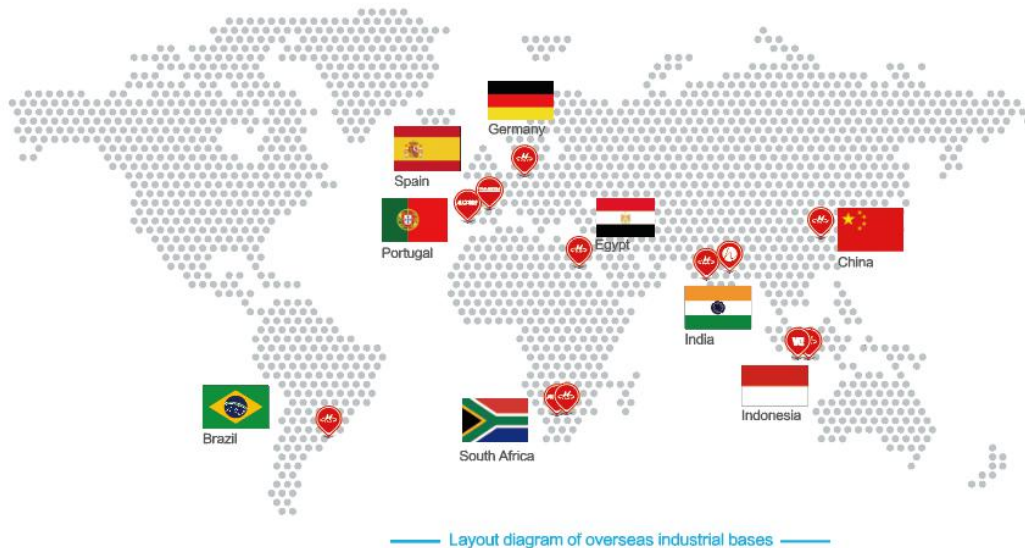 Germany
Spain
Portugal
Egypt
China
India
Indonesia
Brazil
South Africa
Layout diagram of overseas industrial bases